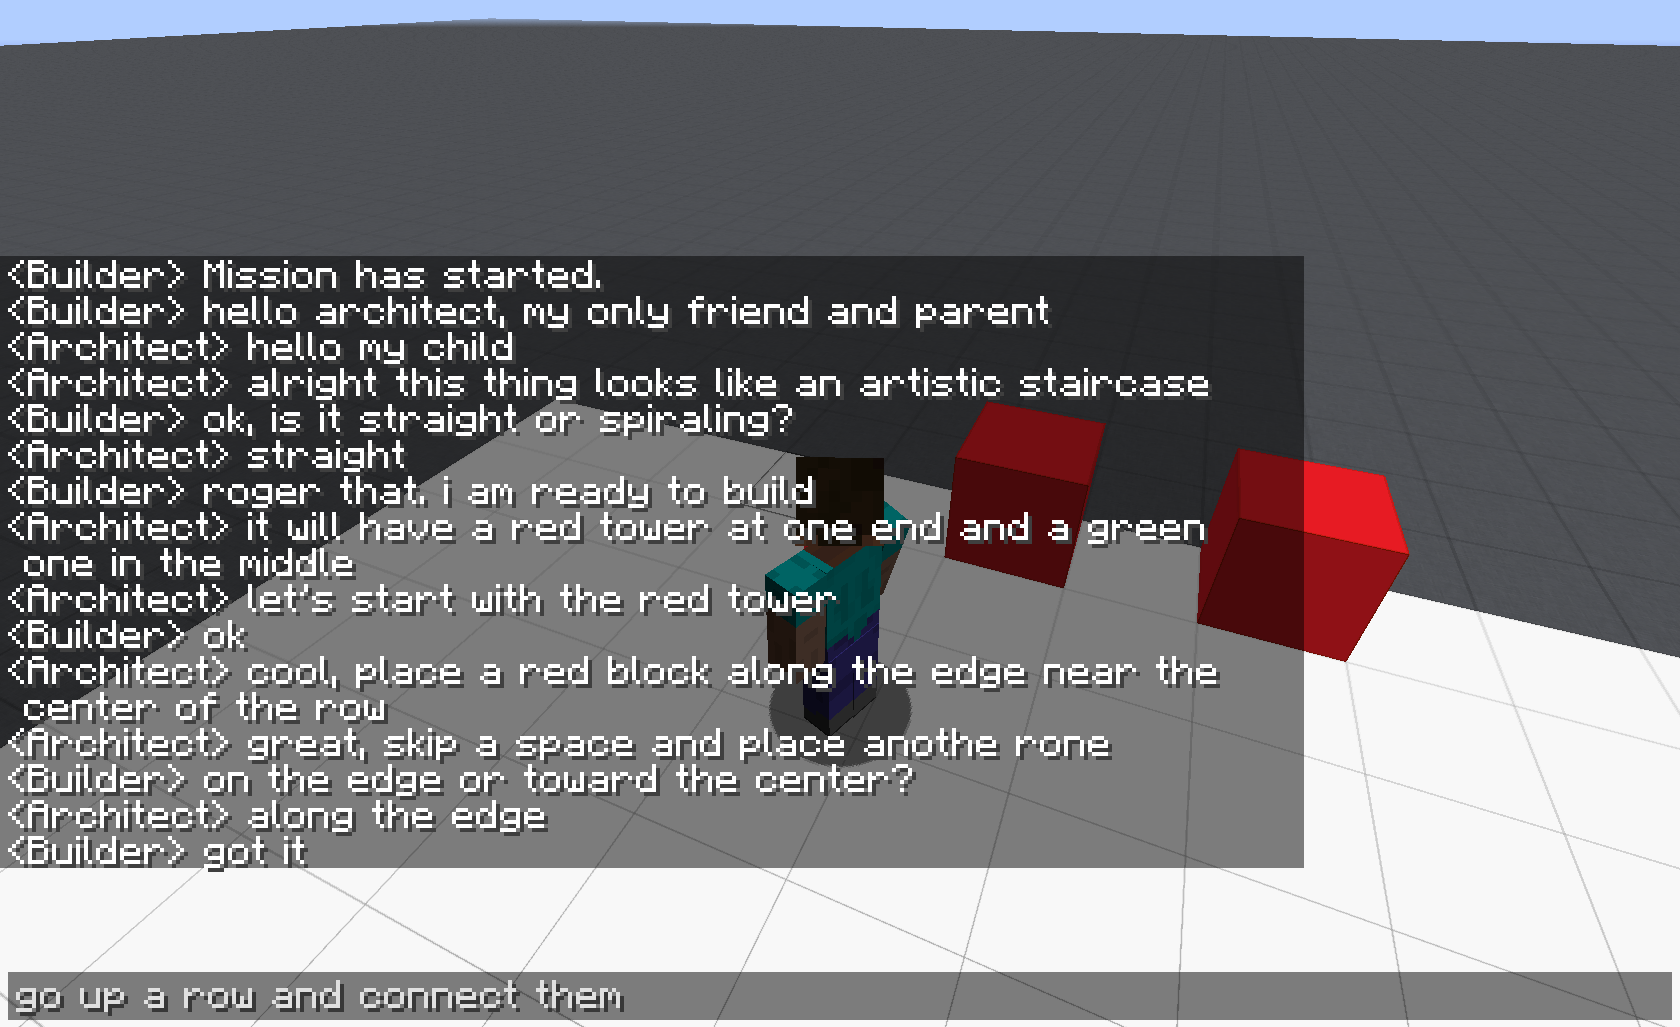 <Builder> Mission has started.
<Builder> hello architect, my only friend and parent
<Architect> hello my child
<Architect> alright this thing looks like an artistic staircase
<Builder> ok, is it straight or spiraling?
<Architect> straight
<Builder> roger that. i am ready to build
<Architect> it will have a red tower at one end and a green
one in the middle
<Architect> let's start with the red tower
<Builder> ok
<Architect> cool, place a red block along the edge near the
center of the row
<Architect> great, skip a space and place anothe rone
<Builder> on the edge or toward the center?
<Architect> along the edge
<Builder> got it
go up a row and connect them